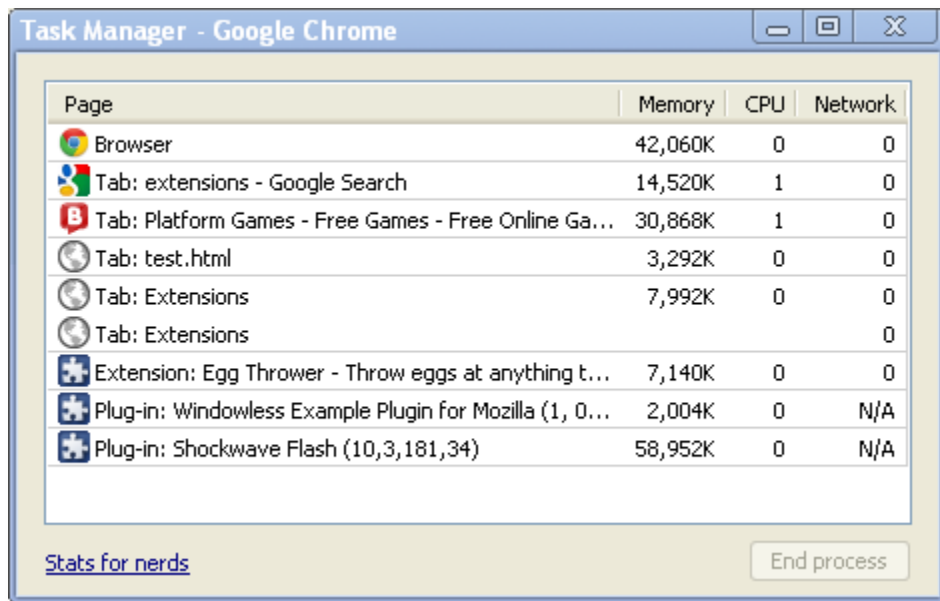 Task Manager - Google Chrome
Page Memory CPU Network
Browser 42,060K 0 0
Tab: extensions - Google Search 14,520K 1 0
Tab: Platform Games - Free Games - Free Online Ga... 30,868K 1 0
Tab: test.html 3,292K 0 0
Tab: Extensions 7,992K 0 0
Tab: Extensions 0
Extension: Egg Thrower - Throw eggs at anything t... 7,140K 0 0
Plug-in: Windowless Example Plugin for Mozilla (1, 0... 2,004K 0 N/A
Plug-in: Shockwave Flash (10,3,181,34) 58,952K 0 N/A
Stats for nerds End process